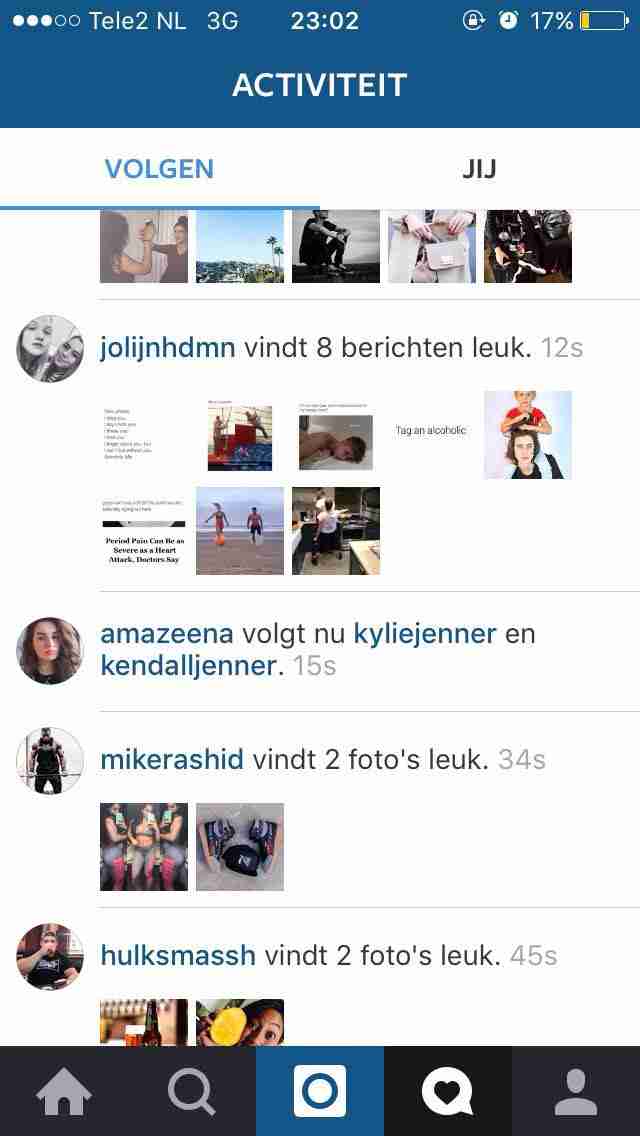 Tele2 NL 3G 23:02 17%
ACTIVITEIT
VOLGEN JIJ
jolijnhdmn vindt 8 berichten leuk. 12s
Tag an alcoholic
Period Pain Can Be as
Severe as a Heart
Attack, Doctors Say
amazeena volgt nu kyliejenner en
kendalljenner. 15s
mikerashid vindt 2 foto's leuk. 34s
hulksmassh vindt 2 foto's leuk. 45s